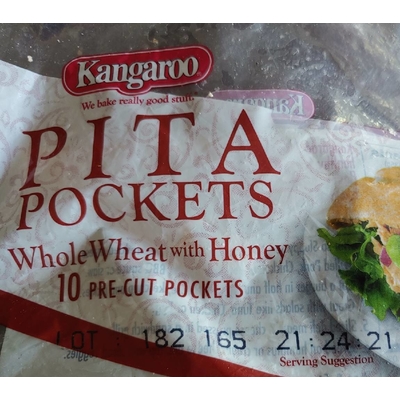 Kangaroo
We bake really good stuff.
Kangaroo
PITA
POCKETS
Whole Wheat with Honey
10 PRE-CUT POCKETS
LOT : 182 165 21:24:21
Serving Suggestion